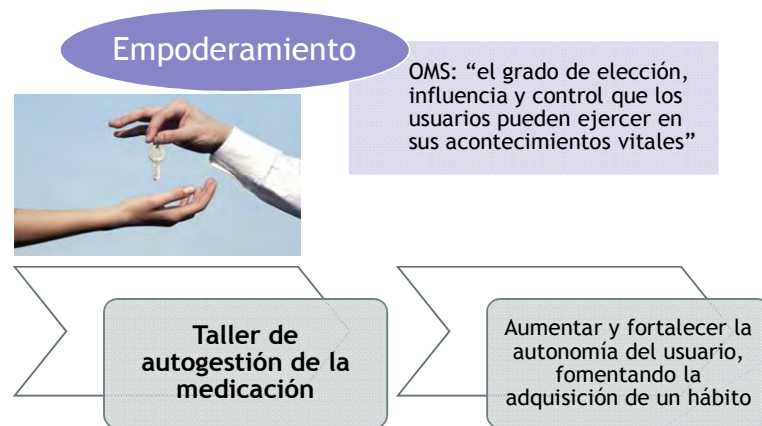 Empoderamiento
OMS: “el grado de elección,
influencia y control que los
usuarios pueden ejercer en
sus acontecimientos vitales”
Taller de
autogestión de la
medicación
Aumentar y fortalecer la
autonomía del usuario,
fomentando la
adquisición de un hábito